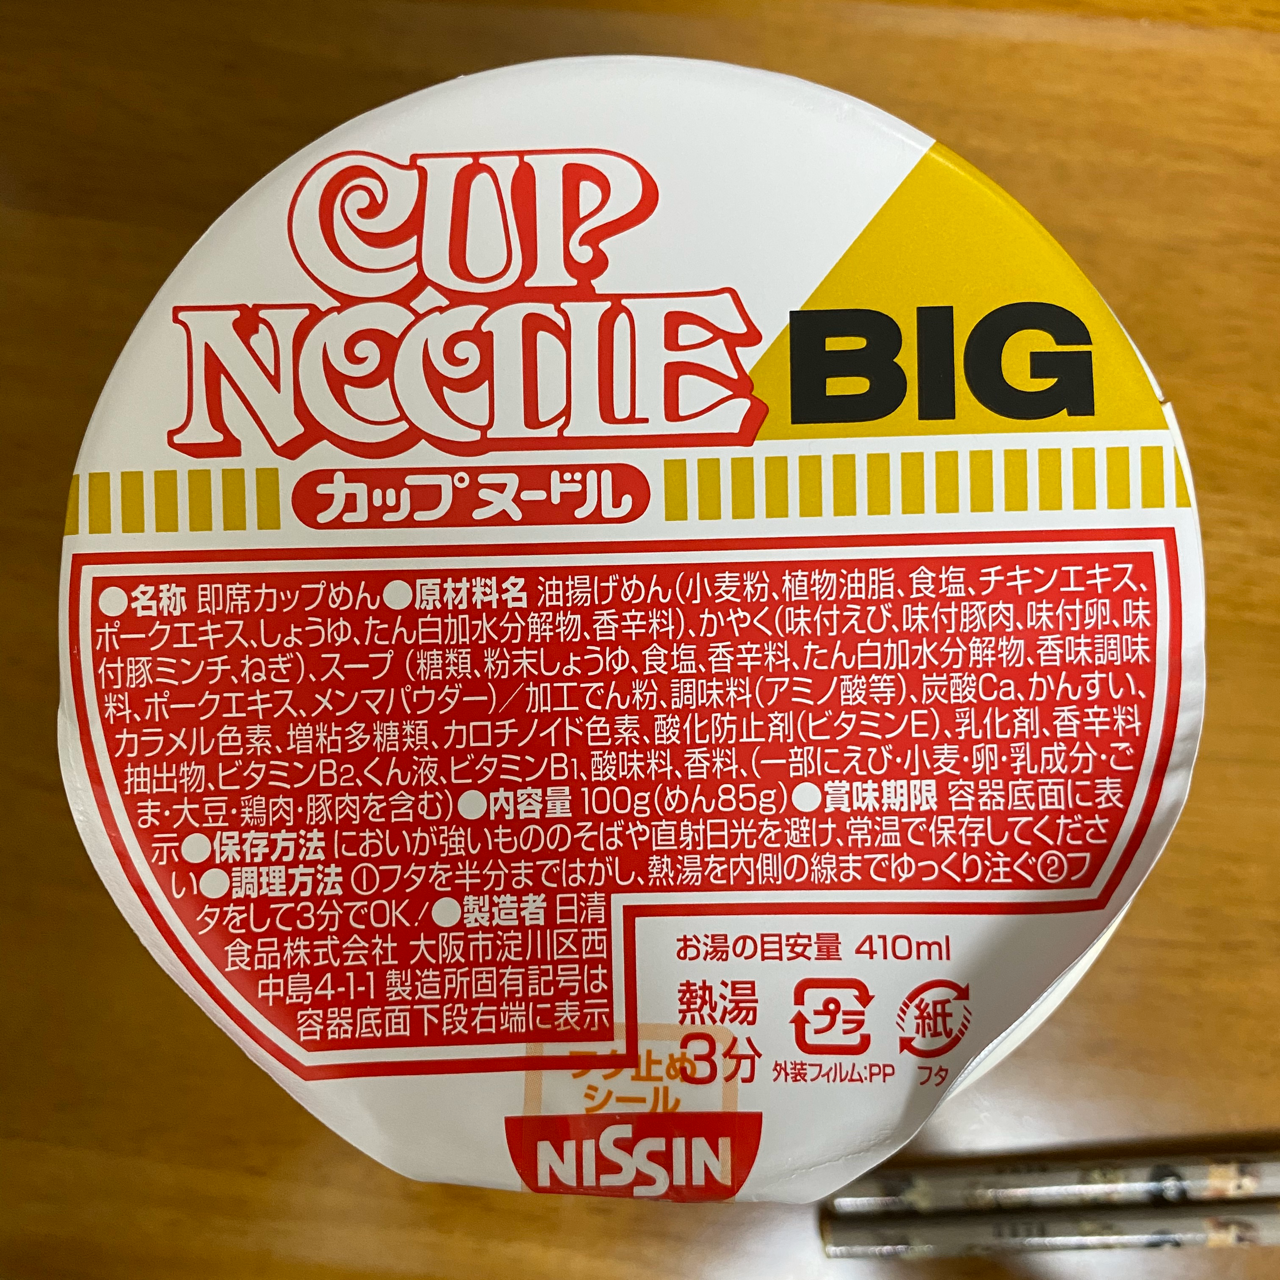 CUP
NOODLE BIG
カップヌードル
●名称 即席カップめん●原材料名 油揚げめん(小麦粉、植物油脂、食塩、チキンエキス、
ポークエキス、しょうゆ、たん白加水分解物、香辛料)、かやく(味付えび、味付豚肉、味付卵、味
付豚ミンチ、ねぎ)、スープ(糖類、粉末しょうゆ、食塩、香辛料、たん白加水分解物、香味調味
料、ポークエキス、メンマパウダー)/加工でん粉、調味料(アミノ酸等)、炭酸Ca、かんすい、
カラメル色素、増粘多糖類、カロチノイド色素、酸化防止剤(ビタミンE)、乳化剤、香辛料
抽出物、ビタミンB2、くん液、ビタミンB1、酸味料、香料、(一部にえび・小麦・卵・乳成分・ご
ま・大豆・鶏肉・豚肉を含む)●内容量 100g(めん85g)●賞味期限 容器底面に表
示●保存方法 においが強いもののそばや直射日光を避け、常温で保存してくださ
い●調理方法 ①フタを半分まではがし、熱湯を内側の線までゆっくり注ぐ②フ
タをして3分でOK!●製造者 日清
食品株式会社 大阪市淀川区西
中島4-1-1 製造所固有記号は
容器底面下段右端に表示
お湯の目安量 410ml
熱湯
3分
プラ
外装フィルム:PP
紙
フタ
フタ止め
シール
NISSIN